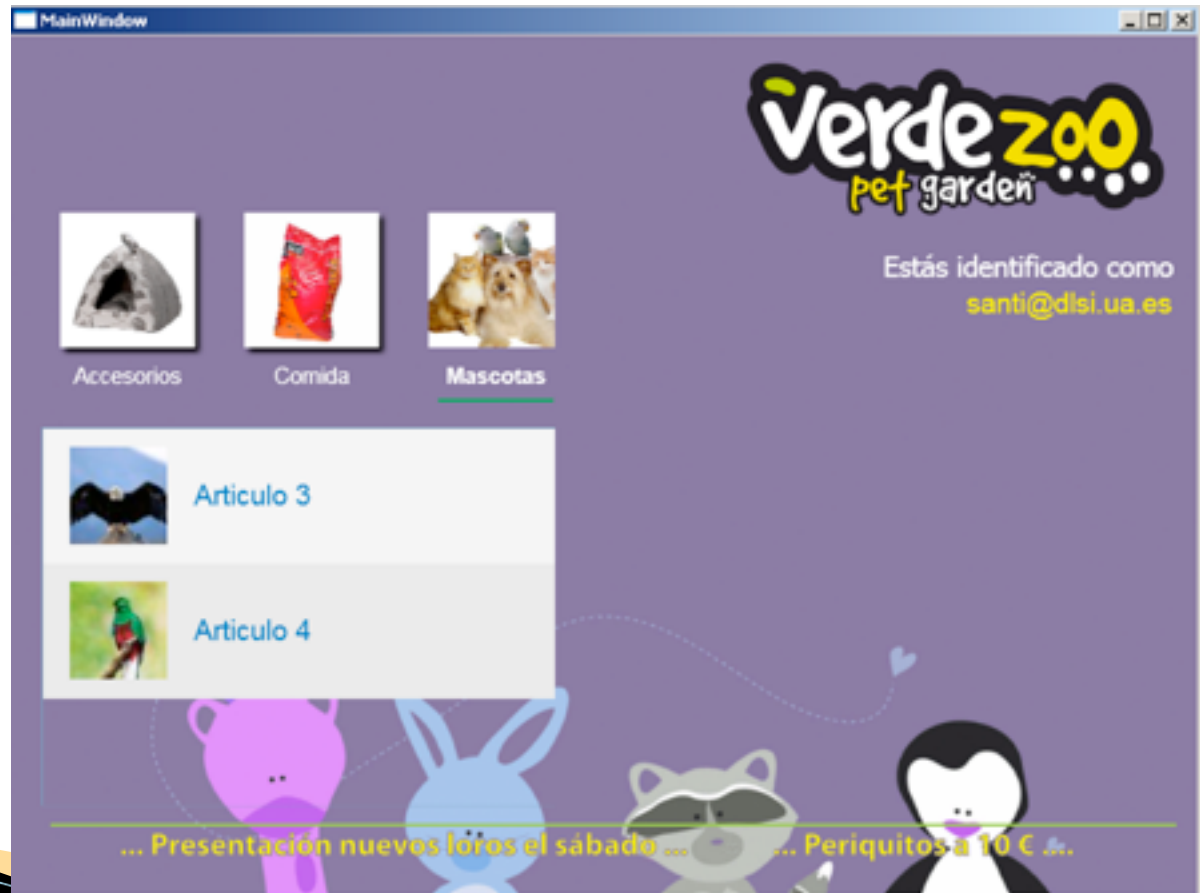 MainWindow
verdezoo
pet garden
Estás identificado como
santi@dlsi.ua.es
Accesorios
Comida
Mascotas
Articulo 3
Articulo 4
... Presentación nuevos loros el sábado ... ... Periquitos a 10 € ....